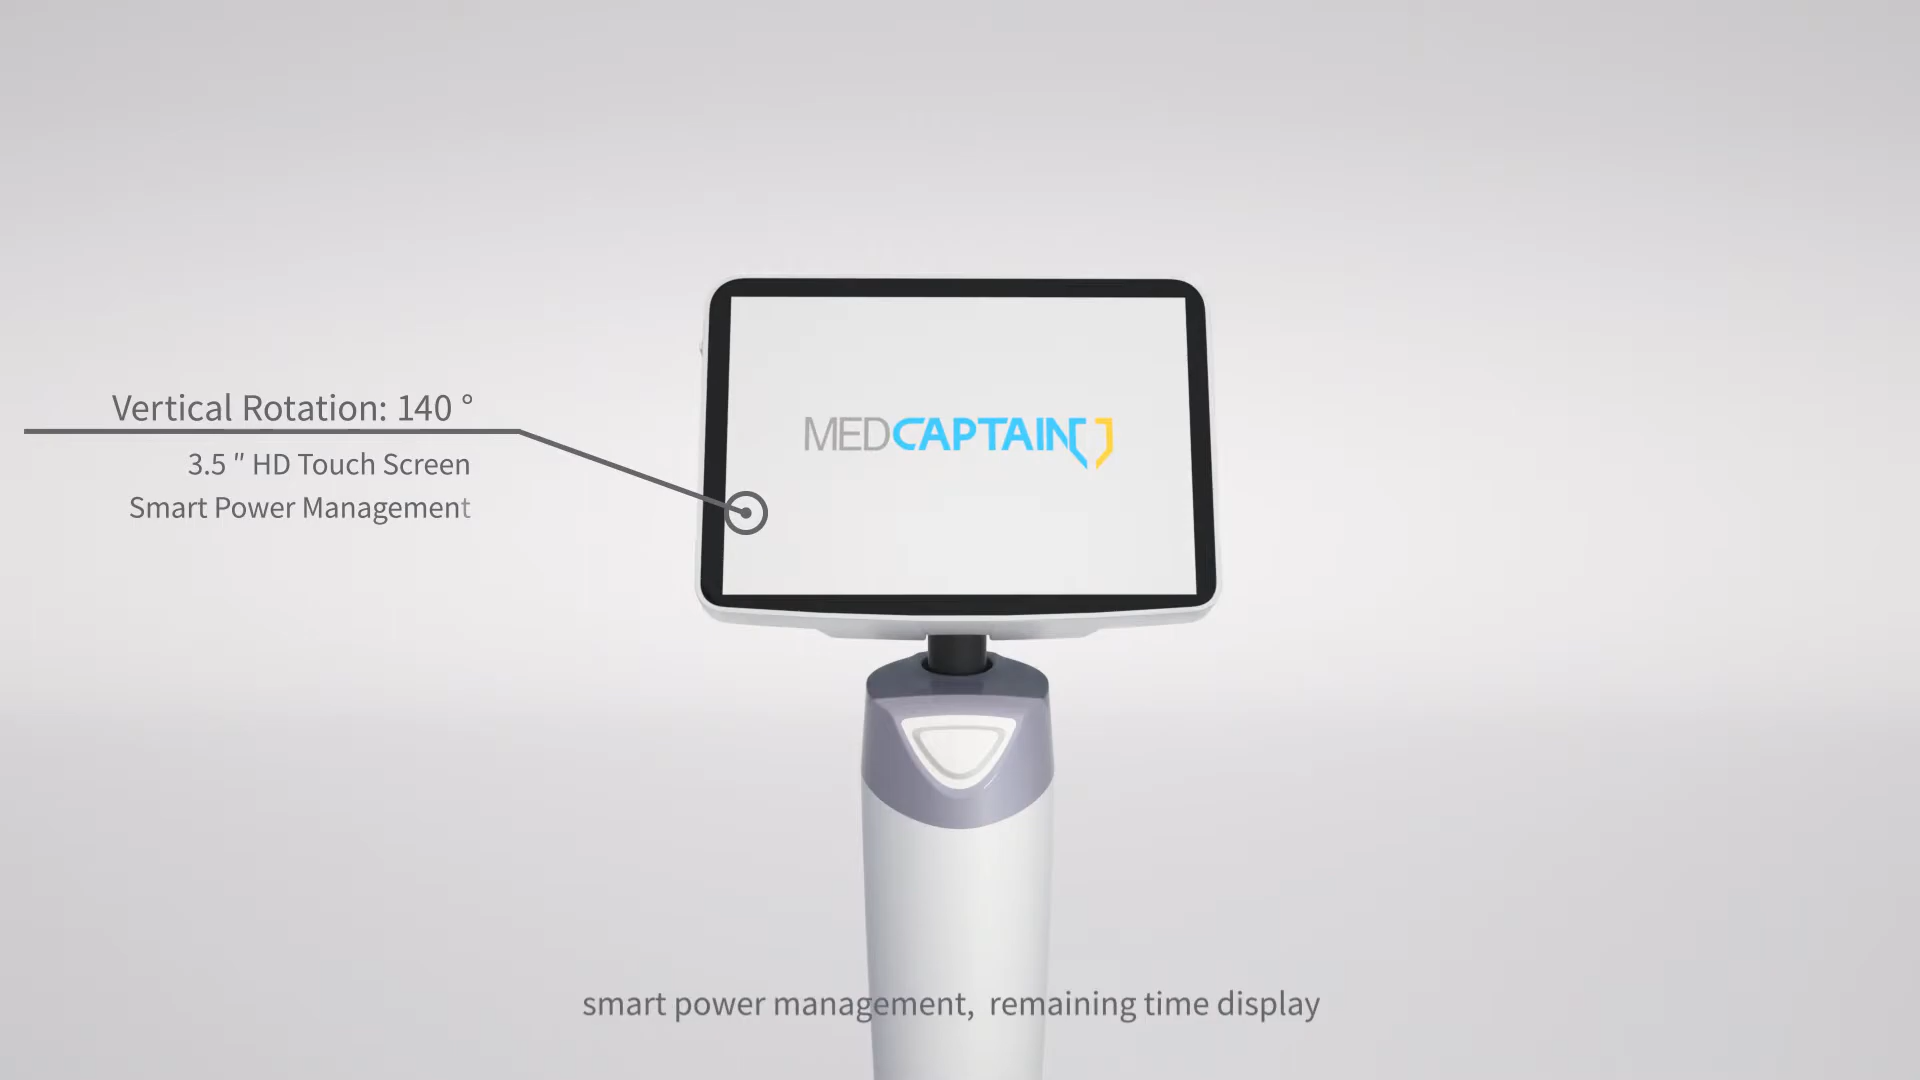 Vertical Rotation: 140 °
3.5 " HD Touch Screen
Smart Power Management
MEDCAPTAIN
smart power management, remaining time display